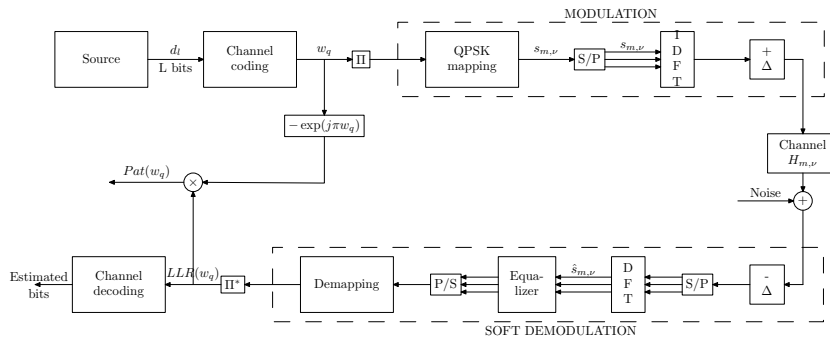 MODULATION
Source
d_l
L bits
Channel
coding
w_q
Π
QPSK
mapping
s_{m,ν}
S/P
s_{m,ν}
I
D
F
T
+
Δ
− exp(jπw_q)
Channel
H_{m,ν}
Pat(w_q)
×
Noise
+
Estimated
bits
Channel
decoding
LLR(w_q)
Π*
Demapping
P/S
Equa-
lizer
ŝ_{m,ν}
D
F
T
S/P
-
Δ
SOFT DEMODULATION